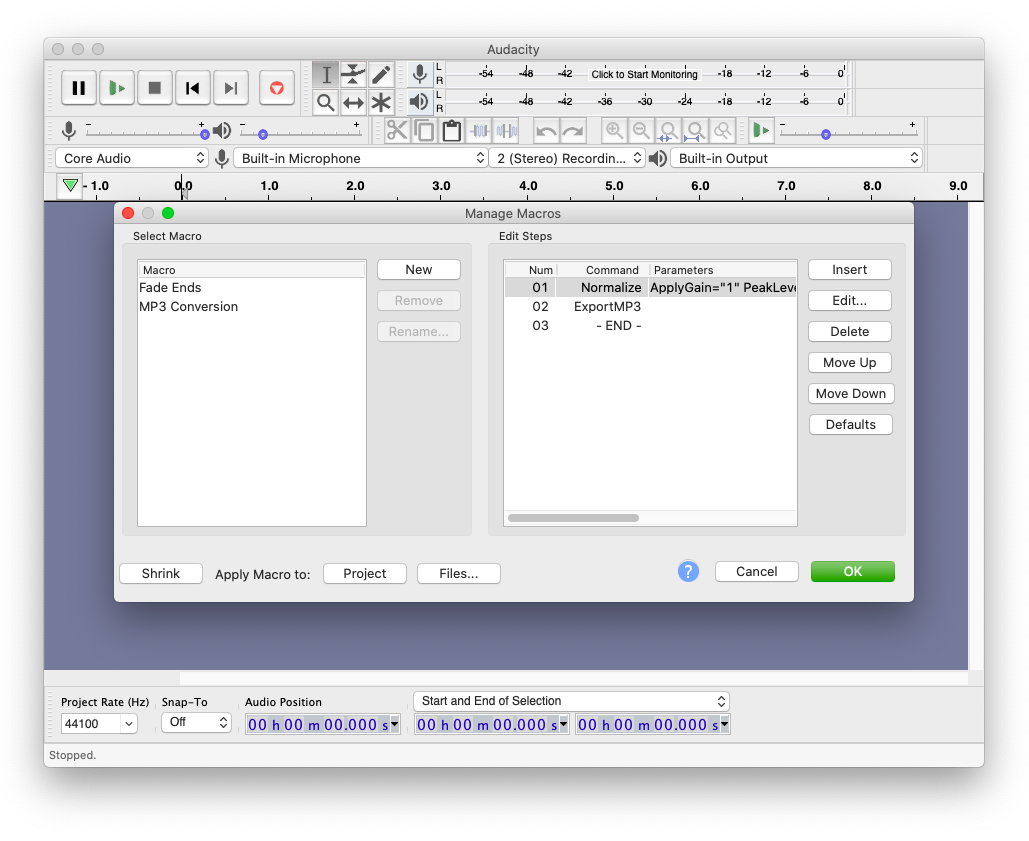 Audacity
L
R
-54 -48 -42 Click to Start Monitoring -18 -12 -6 0
L
R
-54 -48 -42 -36 -30 -24 -18 -12 -6 0
- + - +
- +
Core Audio Built-in Microphone 2 (Stereo) Recordin... Built-in Output
- 1.0 0.0 1.0 2.0 3.0 4.0 5.0 6.0 7.0 8.0 9.0
Manage Macros
Select Macro Edit Steps
Macro
Fade Ends
MP3 Conversion
New
Remove
Rename...
Num Command Parameters
01 Normalize ApplyGain="1" PeakLeve
02 ExportMP3
03 - END -
Insert
Edit...
Delete
Move Up
Move Down
Defaults
Shrink Apply Macro to: Project Files... ? Cancel OK
Project Rate (Hz) Snap-To Audio Position Start and End of Selection
44100 Off 00 h 00 m 00.000 s 00 h 00 m 00.000 s 00 h 00 m 00.000 s
Stopped.